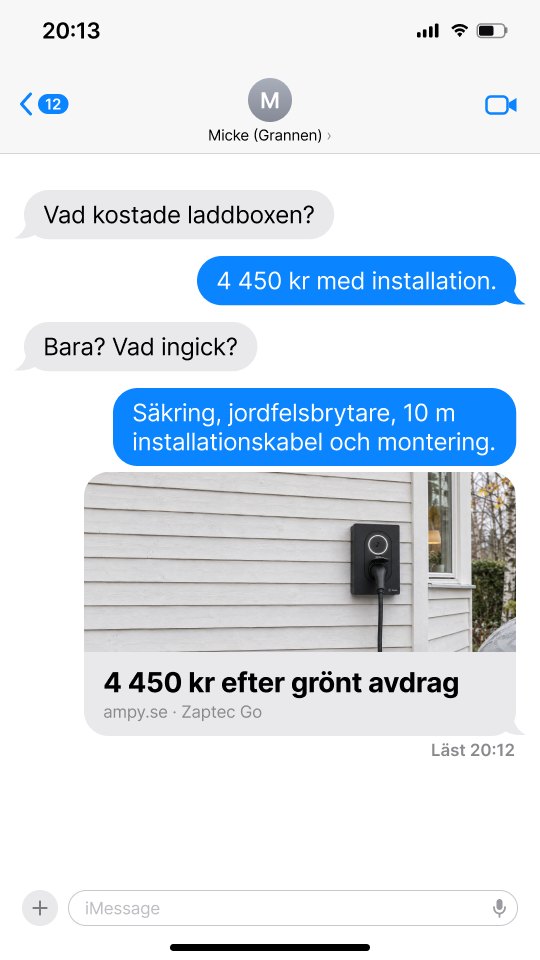 20:13
12
M
Micke (Grannen) ›
Vad kostade laddboxen?
4 450 kr med installation.
Bara? Vad ingick?
Säkring, jordfelsbrytare, 10 m
installationskabel och montering.
4 450 kr efter grönt avdrag
ampy.se · Zaptec Go
Läst 20:12
iMessage